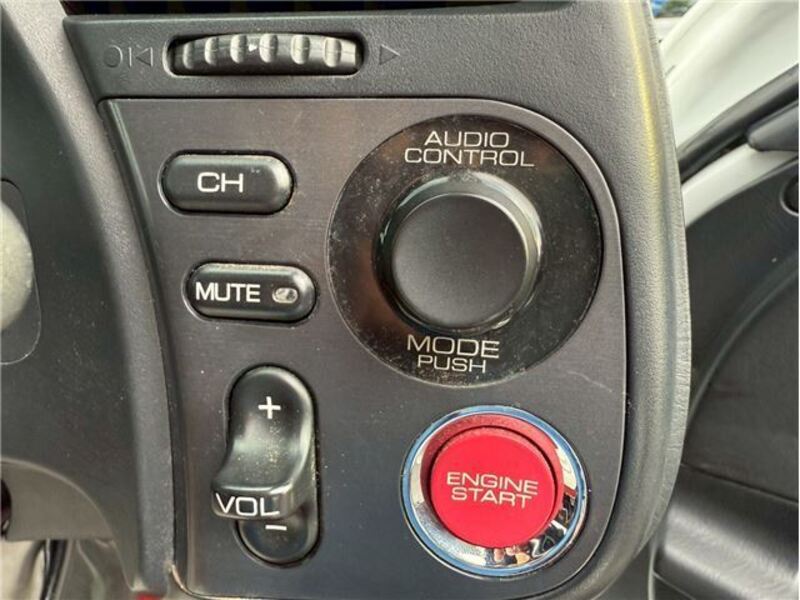 AUDIO
CONTROL
CH
MUTE
MODE
PUSH
+
VOL
−
ENGINE
START